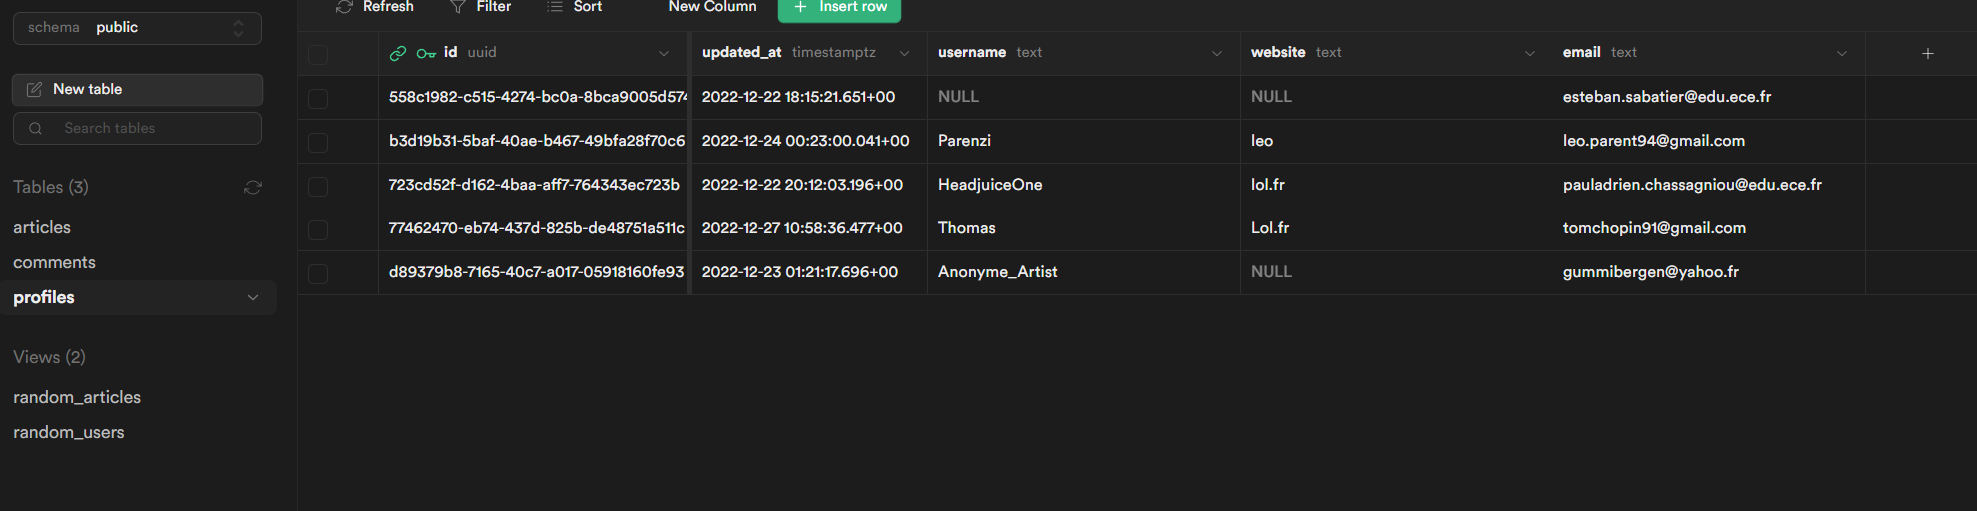 schema public
Refresh Filter Sort New Column + Insert row
id uuid updated_at timestamptz username text website text email text +
New table
Search tables
558c1982-c515-4274-bc0a-8bca9005d574 2022-12-22 18:15:21.651+00 NULL NULL esteban.sabatier@edu.ece.fr
b3d19b31-5baf-40ae-b467-49bfa28f70c6 2022-12-24 00:23:00.041+00 Parenzi leo leo.parent94@gmail.com
Tables (3)
723cd52f-d162-4baa-aff7-764343ec723b 2022-12-22 20:12:03.196+00 HeadjuiceOne lol.fr pauladrien.chassagniou@edu.ece.fr
articles
77462470-eb74-437d-825b-de48751a511c 2022-12-27 10:58:36.477+00 Thomas Lol.fr tomchopin91@gmail.com
comments
d89379b8-7165-40c7-a017-05918160fe93 2022-12-23 01:21:17.696+00 Anonyme_Artist NULL gummibergen@yahoo.fr
profiles
Views (2)
random_articles
random_users